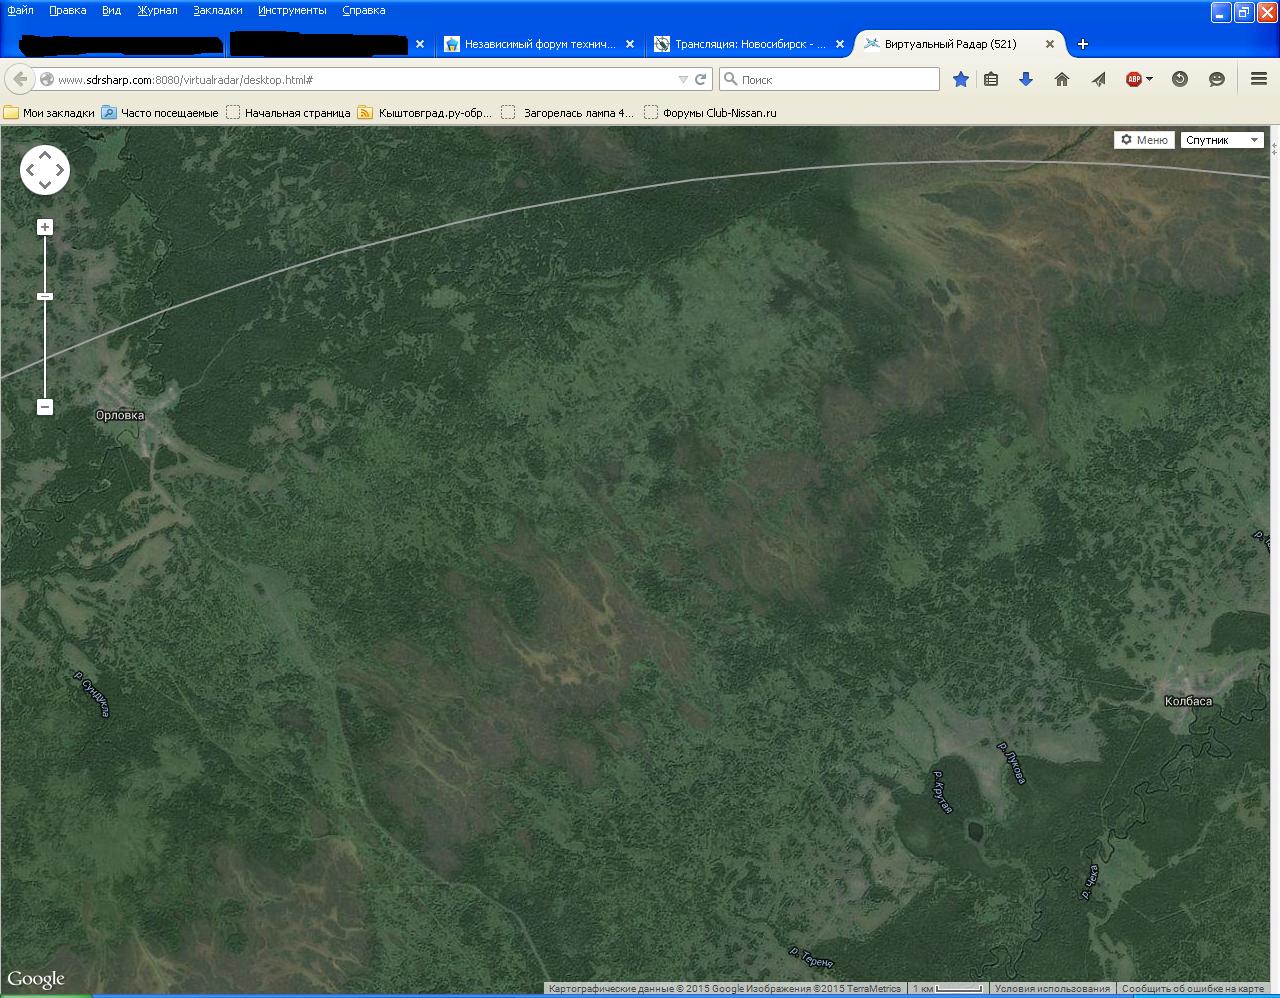 Файл Правка Вид Журнал Закладки Инструменты Справка
Независимый форум технич... Трансляция: Новосибирск - ... Виртуальный Радар (521)
www.sdrsharp.com:8080/virtualradar/desktop.html# Поиск
ABP
Мои закладки Часто посещаемые Начальная страница Кыштовград.ру-обр... Загорелась лампа 4... Форумы Club-Nissan.ru
Меню Спутник
Орловка
р. Сундукла
Колбаса
р. Лукова
р. Крутая
р. Чека
р. Тереня
Google
Картографические данные © 2015 Google Изображения ©2015 TerraMetrics 1 км Условия использования Сообщить об ошибке на карте